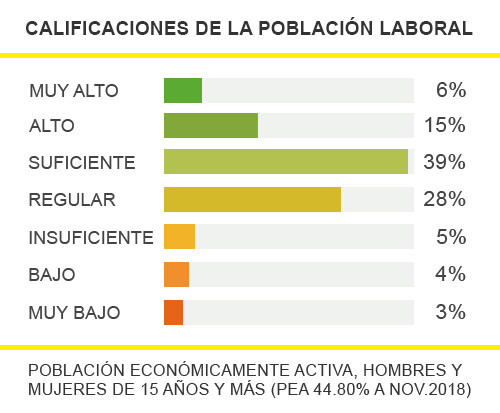 CALIFICACIONES DE LA POBLACIÓN LABORAL
MUY ALTO 6%
ALTO 15%
SUFICIENTE 39%
REGULAR 28%
INSUFICIENTE 5%
BAJO 4%
MUY BAJO 3%
POBLACIÓN ECONÓMICAMENTE ACTIVA, HOMBRES Y
MUJERES DE 15 AÑOS Y MÁS (PEA 44.80% A NOV.2018)